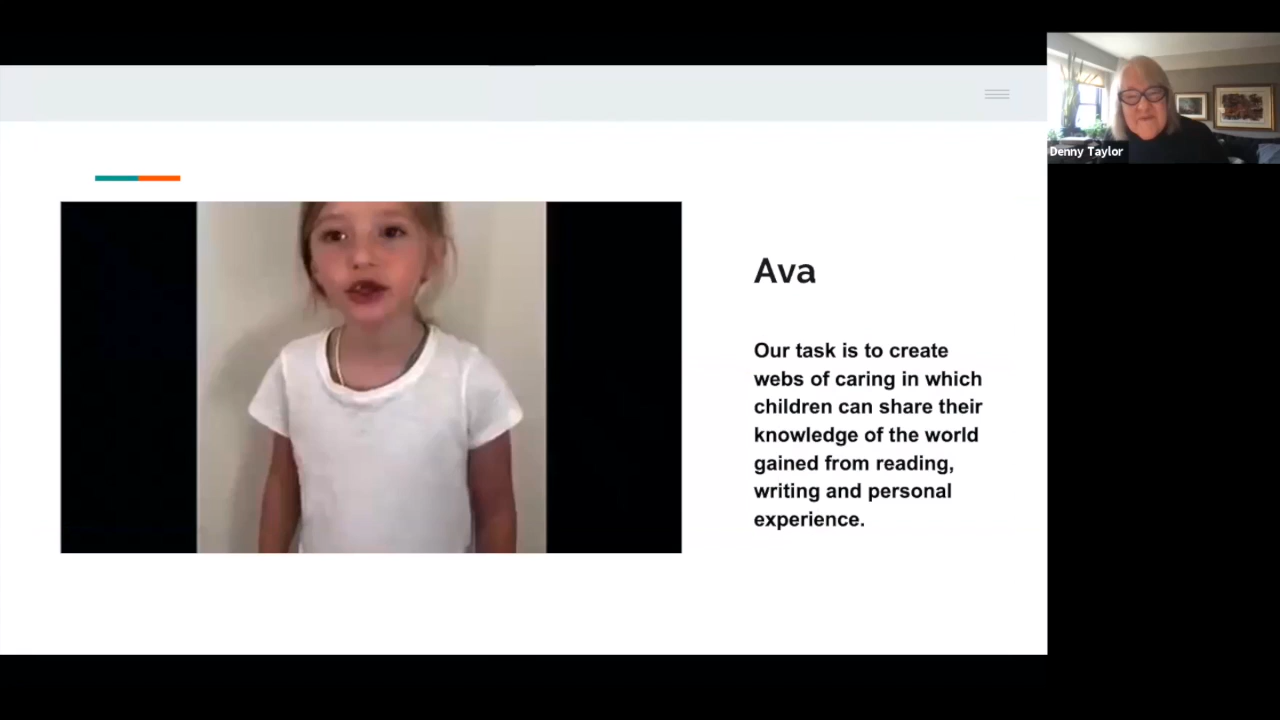 Ava
Our task is to create
webs of caring in which
children can share their
knowledge of the world
gained from reading,
writing and personal
experience.
Denny Taylor